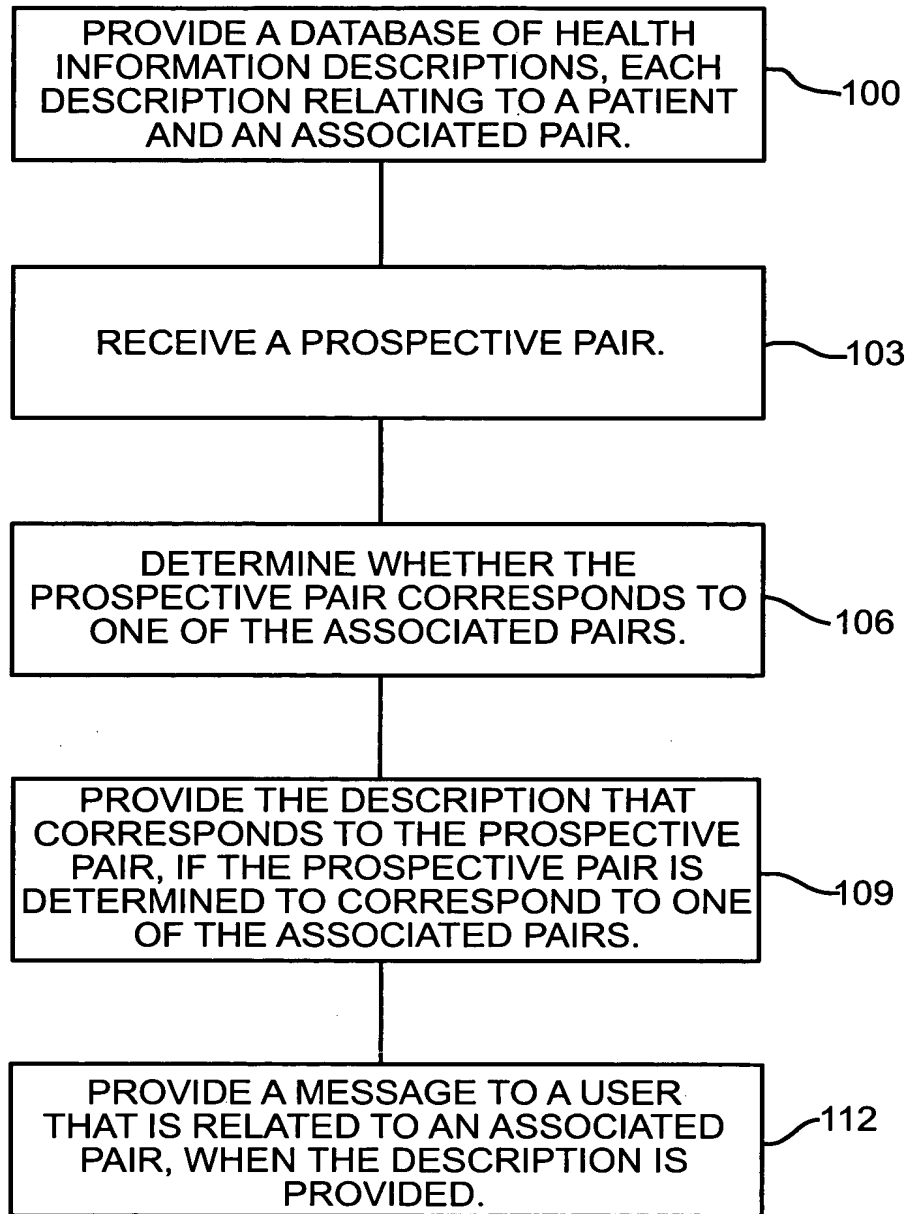 PROVIDE A DATABASE OF HEALTH
INFORMATION DESCRIPTIONS, EACH
DESCRIPTION RELATING TO A PATIENT
AND AN ASSOCIATED PAIR.
100
RECEIVE A PROSPECTIVE PAIR.
103
DETERMINE WHETHER THE
PROSPECTIVE PAIR CORRESPONDS TO
ONE OF THE ASSOCIATED PAIRS.
106
PROVIDE THE DESCRIPTION THAT
CORRESPONDS TO THE PROSPECTIVE
PAIR, IF THE PROSPECTIVE PAIR IS
DETERMINED TO CORRESPOND TO ONE
OF THE ASSOCIATED PAIRS.
109
PROVIDE A MESSAGE TO A USER
THAT IS RELATED TO AN ASSOCIATED
PAIR, WHEN THE DESCRIPTION IS
PROVIDED.
112